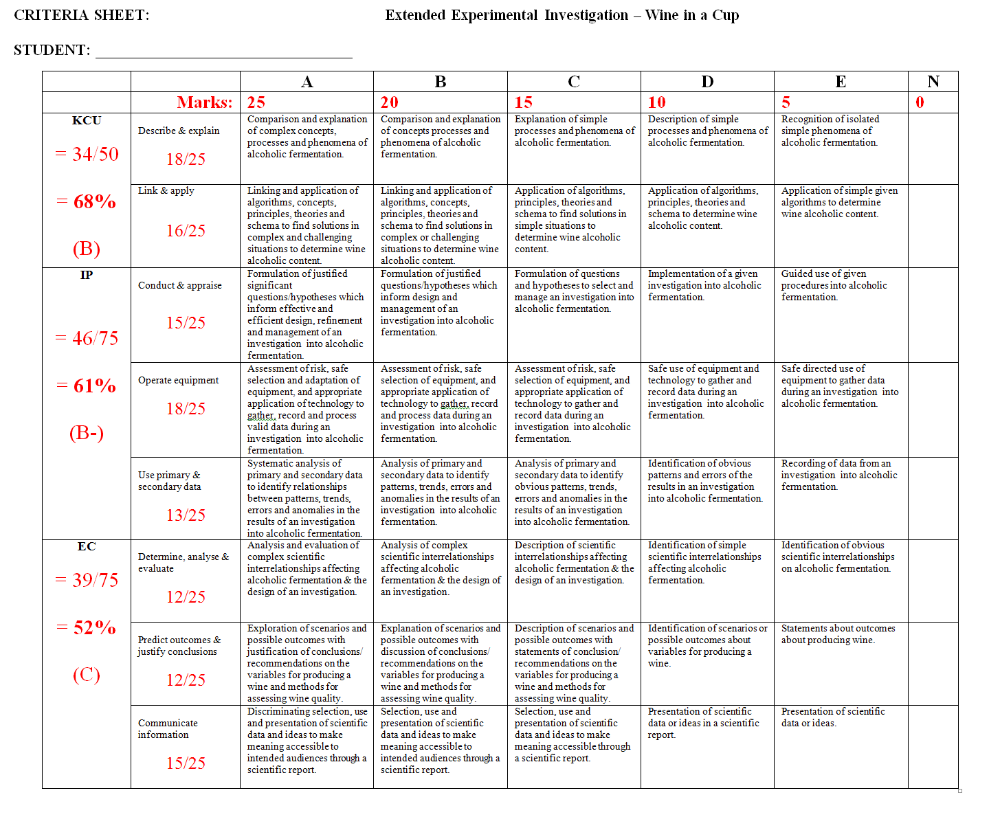 CRITERIA SHEET: Extended Experimental Investigation – Wine in a Cup
STUDENT:
A B C D E N
Marks: 25 20 15 10 5 0
KCU
= 34/50
= 68%
(B)
Describe & explain
18/25
Comparison and explanation
of complex concepts,
processes and phenomena of
alcoholic fermentation.
Comparison and explanation
of concepts processes and
phenomena of alcoholic
fermentation.
Explanation of simple
processes and phenomena of
alcoholic fermentation.
Description of simple
processes and phenomena of
alcoholic fermentation.
Recognition of isolated
simple phenomena of
alcoholic fermentation.
Link & apply
16/25
Linking and application of
algorithms, concepts,
principles, theories and
schema to find solutions in
complex and challenging
situations to determine wine
alcoholic content.
Linking and application of
algorithms, concepts,
principles, theories and
schema to find solutions in
complex or challenging
situations to determine wine
alcoholic content.
Application of algorithms,
principles, theories and
schema to find solutions in
simple situations to
determine wine alcoholic
content.
Application of algorithms,
principles, theories and
schema to determine wine
alcoholic content.
Application of simple given
algorithms to determine
wine alcoholic content.
IP
= 46/75
= 61%
(B-)
Conduct & appraise
15/25
Formulation of justified
significant
questions/hypotheses which
inform effective and
efficient design, refinement
and management of an
investigation into alcoholic
fermentation.
Formulation of justified
questions/hypotheses which
inform design and
management of an
investigation into alcoholic
fermentation.
Formulation of questions
and hypotheses to select and
manage an investigation into
alcoholic fermentation.
Implementation of a given
investigation into alcoholic
fermentation.
Guided use of given
procedures into alcoholic
fermentation.
Operate equipment
18/25
Assessment of risk, safe
selection and adaptation of
equipment, and appropriate
application of technology to
gather, record and process
valid data during an
investigation into alcoholic
fermentation.
Assessment of risk, safe
selection of equipment, and
appropriate application of
technology to gather, record
and process data during an
investigation into alcoholic
fermentation.
Assessment of risk, safe
selection of equipment, and
appropriate application of
technology to gather and
record data during an
investigation into alcoholic
fermentation.
Safe use of equipment and
technology to gather and
record data during an
investigation into alcoholic
fermentation.
Safe directed use of
equipment to gather data
during an investigation into
alcoholic fermentation.
Use primary &
secondary data
13/25
Systematic analysis of
primary and secondary data
to identify relationships
between patterns, trends,
errors and anomalies in the
results of an investigation
into alcoholic fermentation.
Analysis of primary and
secondary data to identify
patterns, trends, errors and
anomalies in the results of an
investigation into alcoholic
fermentation.
Analysis of primary and
secondary data to identify
obvious patterns, trends,
errors and anomalies in the
results of an investigation
into alcoholic fermentation.
Identification of obvious
patterns and errors of the
results in an investigation
into alcoholic fermentation.
Recording of data from an
investigation into alcoholic
fermentation.
EC
= 39/75
= 52%
(C)
Determine, analyse &
evaluate
12/25
Analysis and evaluation of
complex scientific
interrelationships affecting
alcoholic fermentation & the
design of an investigation.
Analysis of complex
scientific interrelationships
affecting alcoholic
fermentation & the design of
an investigation.
Description of scientific
interrelationships affecting
alcoholic fermentation & the
design of an investigation.
Identification of simple
scientific interrelationships
affecting alcoholic
fermentation.
Identification of obvious
scientific interrelationships
on alcoholic fermentation.
Predict outcomes &
justify conclusions
12/25
Exploration of scenarios and
possible outcomes with
justification of conclusions/
recommendations on the
variables for producing a
wine and methods for
assessing wine quality.
Explanation of scenarios and
possible outcomes with
discussion of conclusions/
recommendations on the
variables for producing a
wine and methods for
assessing wine quality.
Description of scenarios and
possible outcomes with
statements of conclusion/
recommendations on the
variables for producing a
wine and methods for
assessing wine quality.
Identification of scenarios or
possible outcomes about
variables for producing a
wine.
Statements about outcomes
about producing wine.
Communicate
information
15/25
Discriminating selection, use
and presentation of scientific
data and ideas to make
meaning accessible to
intended audiences through a
scientific report.
Selection, use and
presentation of scientific
data and ideas to make
meaning accessible to
intended audiences through a
scientific report.
Selection, use and
presentation of scientific
data and ideas to make
meaning accessible through
a scientific report.
Presentation of scientific
data or ideas in a scientific
report.
Presentation of scientific
data or ideas.